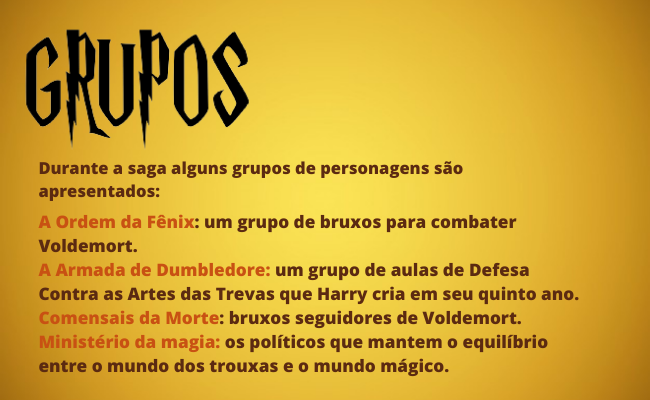 GRUPOS
Durante a saga alguns grupos de personagens são
apresentados:
A Ordem da Fênix: um grupo de bruxos para combater
Voldemort.
A Armada de Dumbledore: um grupo de aulas de Defesa
Contra as Artes das Trevas que Harry cria em seu quinto ano.
Comensais da Morte: bruxos seguidores de Voldemort.
Ministério da magia: os políticos que mantem o equilíbrio
entre o mundo dos trouxas e o mundo mágico.